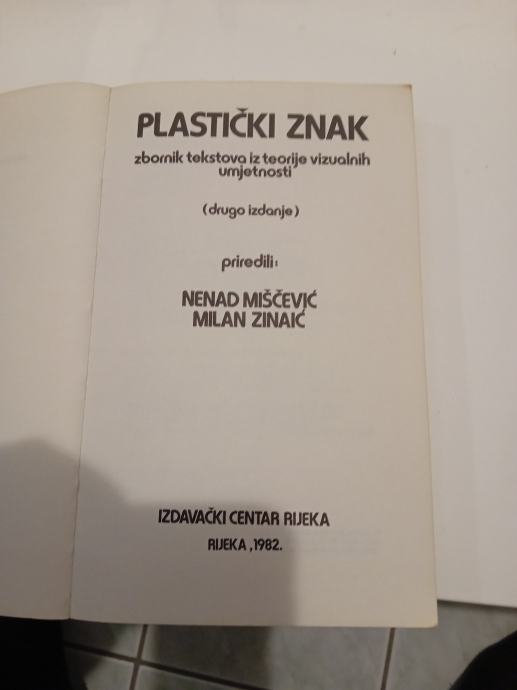 PLASTIČKI ZNAK
zbornik tekstova iz teorije vizualnih
umjetnosti
(drugo izdanje)
priredili:
NENAD MIŠČEVIĆ
MILAN ZINAIĆ
IZDAVAČKI CENTAR RIJEKA
RIJEKA ,1982.